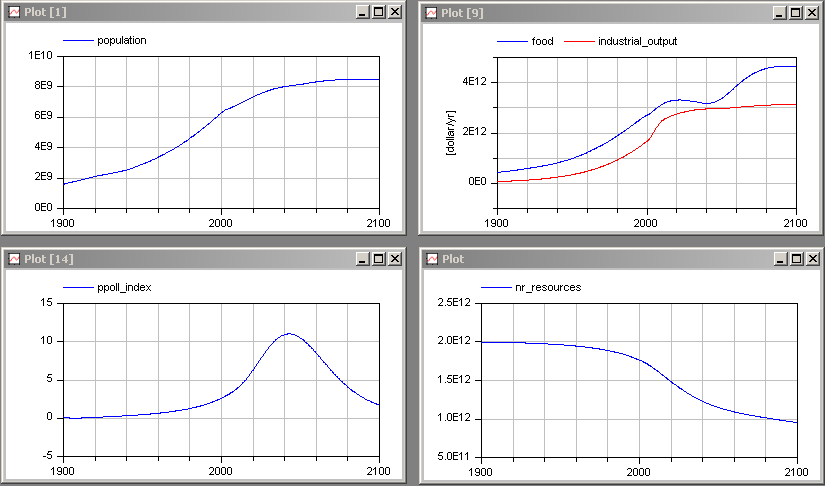 Plot [1]
population
1E10
8E9
6E9
4E9
2E9
0E0
1900 2000 2100
Plot [9]
food industrial_output
[dollar/yr]
4E12
2E12
0E0
1900 2000 2100
Plot [14]
ppoll_index
15
10
5
0
-5
1900 2000 2100
Plot
nr_resources
2.5E12
2.0E12
1.5E12
1.0E12
5.0E11
1900 2000 2100